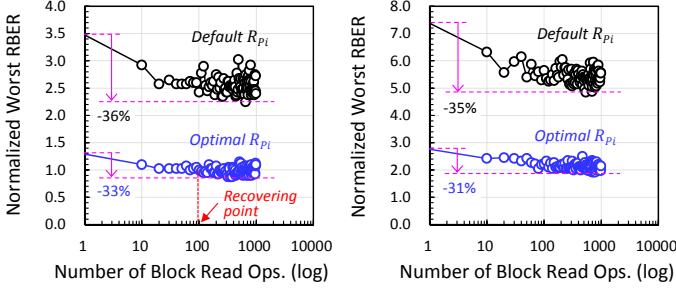 Normalized Worst RBER
4.0
3.5
3.0
2.5
2.0
1.5
1.0
0.5
0.0
Default R_Pi
-36%
Optimal R_Pi
-33%
Recovering
point
1 10 100 1000 10000
Number of Block Read Ops. (log)
Normalized Worst RBER
8.0
7.0
6.0
5.0
4.0
3.0
2.0
1.0
0.0
Default R_Pi
-35%
Optimal R_Pi
-31%
1 10 100 1000 10000
Number of Block Read Ops. (log)